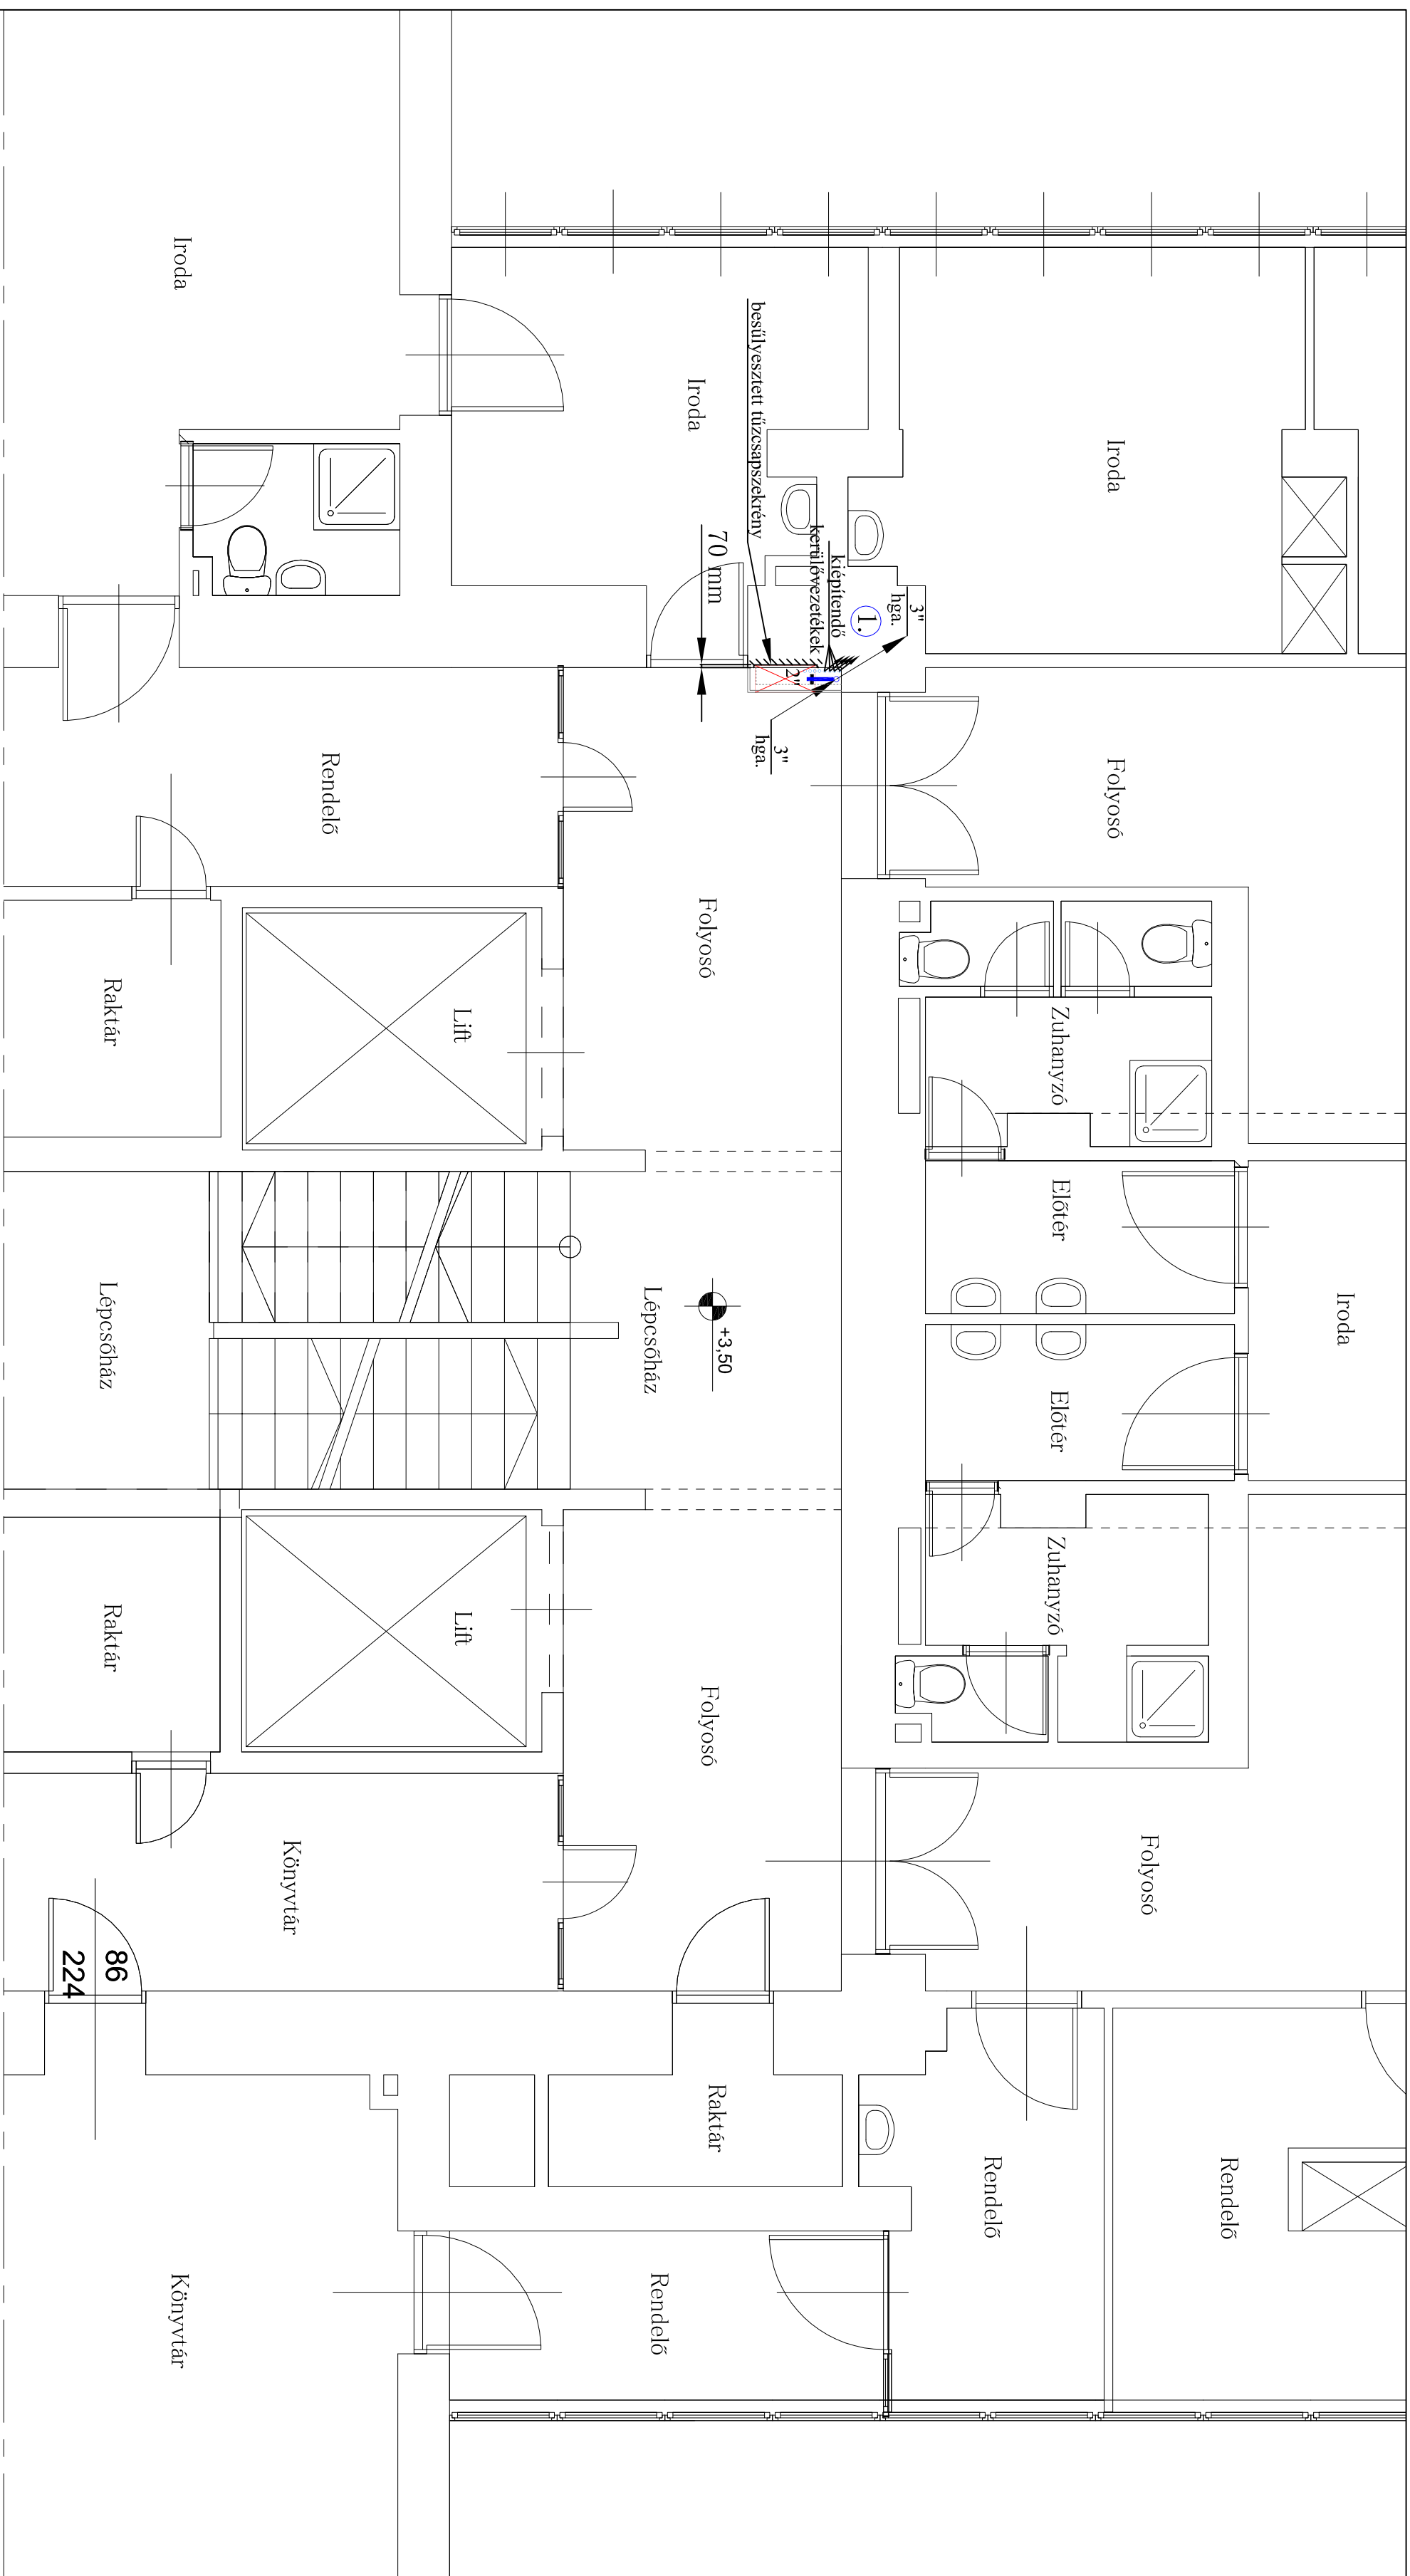 Iroda
Rendelő
Folyosó
Iroda
Folyosó
Zuhanyzó
Előtér
Előtér
Zuhanyzó
Rendelő
3"
hga.
1.
kiépítendő
kerülővezetékek
2"
3"
hga.
besűlyesztett tűzcsapszekrény
+3,50
70 mm
Iroda
Folyosó
Lépcsőház
Folyosó
Raktár
Rendelő
Lift
Lift
Rendelő
Könyvtár
Iroda
Könyvtár
Raktár
Lépcsőház
Raktár
86
224